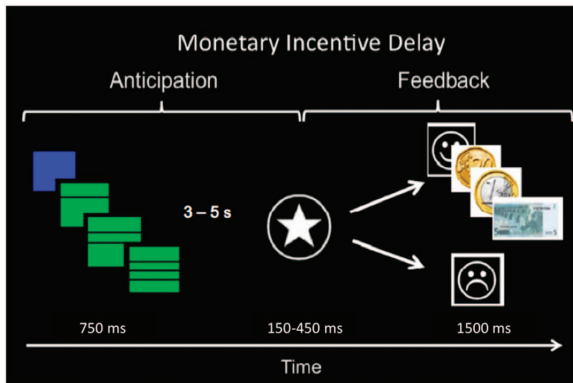 Monetary Incentive Delay
Anticipation
Feedback
3 – 5 s
750 ms
150-450 ms
1500 ms
Time